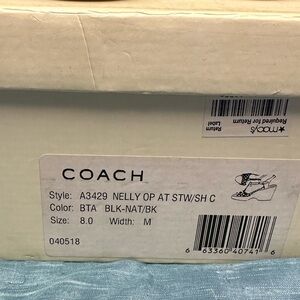 ★macy's
Required for Return
Return
Label
COACH
Style: A3429 NELLY OP AT STW/SH C
Color: BTA BLK-NAT/BK
Size: 8.0 Width: M
040518
6 63360 40741 6